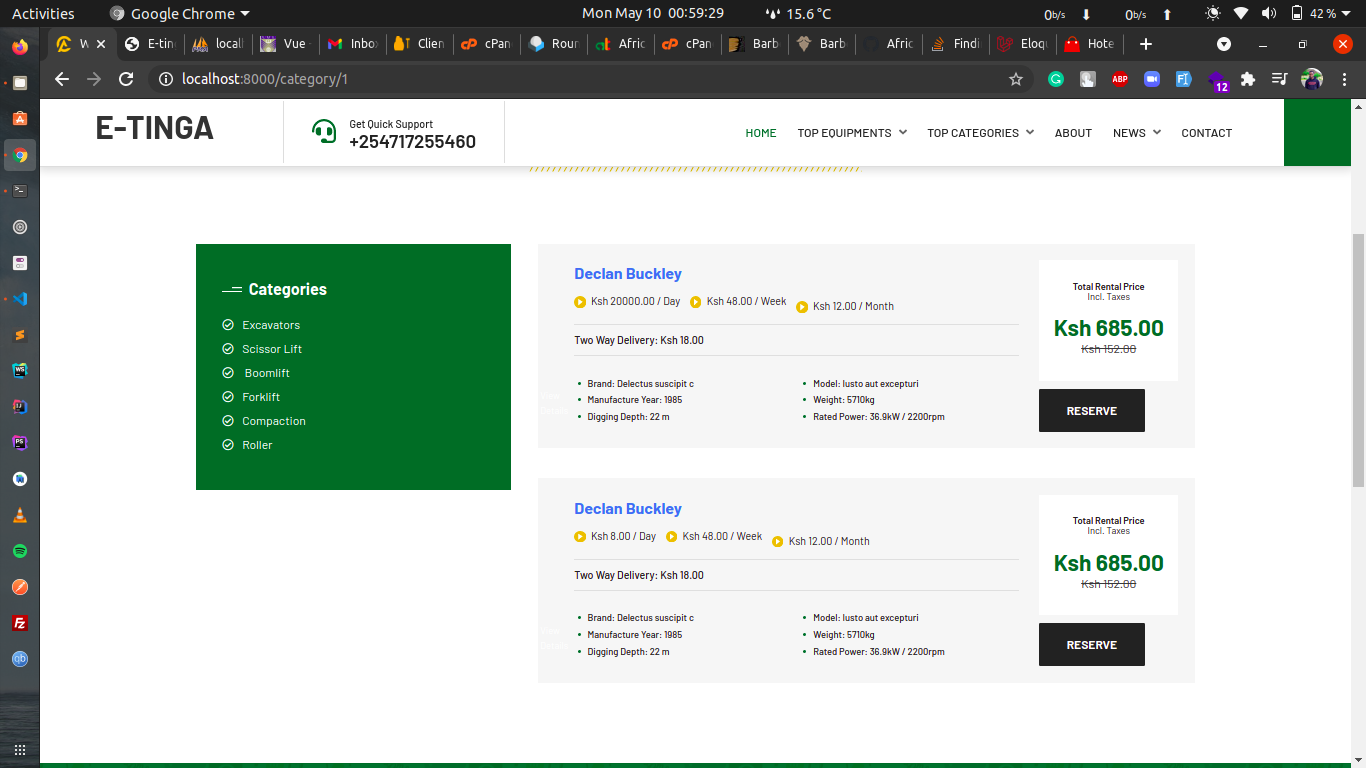 Activities
Google Chrome
Mon May 10 00:59:29
15.6 °C
0b/s
0b/s
42 %
W
E-tin
local
Vue
Inbox
Clien
cPan
Roun
Afric
cPan
Barb
Barb
Afric
Findi
Eloq
Hote
localhost:8000/category/1
ABP
12
E-TINGA
Get Quick Support
+254717255460
HOME
TOP EQUIPMENTS
TOP CATEGORIES
ABOUT
NEWS
CONTACT
Categories
Excavators
Scissor Lift
Boomlift
Forklift
Compaction
Roller
Declan Buckley
Ksh 20000.00 / Day
Ksh 48.00 / Week
Ksh 12.00 / Month
Two Way Delivery: Ksh 18.00
Brand: Delectus suscipit c
Manufacture Year: 1985
Digging Depth: 22 m
Model: Iusto aut excepturi
Weight: 5710kg
Rated Power: 36.9kW / 2200rpm
Total Rental Price
Incl. Taxes
Ksh 685.00
Ksh 152.00
RESERVE
Declan Buckley
Ksh 8.00 / Day
Ksh 48.00 / Week
Ksh 12.00 / Month
Two Way Delivery: Ksh 18.00
Brand: Delectus suscipit c
Manufacture Year: 1985
Digging Depth: 22 m
Model: Iusto aut excepturi
Weight: 5710kg
Rated Power: 36.9kW / 2200rpm
Total Rental Price
Incl. Taxes
Ksh 685.00
Ksh 152.00
RESERVE